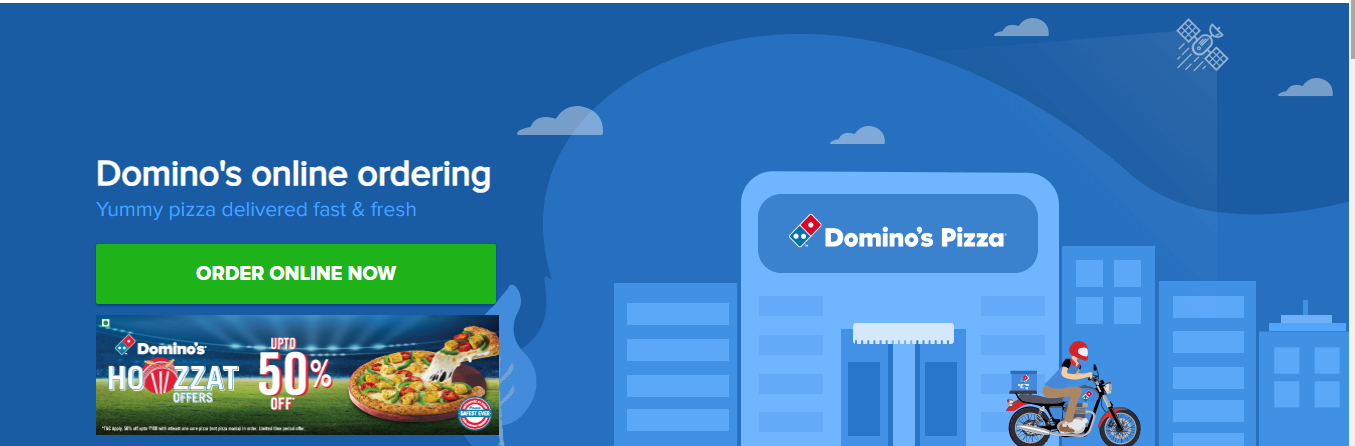 Domino's online ordering
Yummy pizza delivered fast & fresh
ORDER ONLINE NOW
Domino's
HOWZZAT
OFFERS
UPTO
50%
OFF*
SAFEST EVER
Domino's Pizza